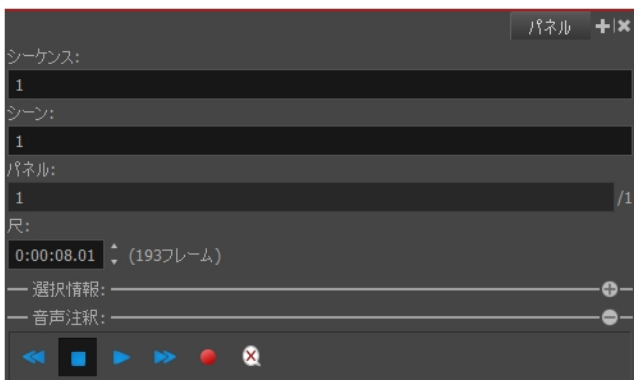 パネル
シーケンス:
1
シーン:
1
パネル:
1 /1
尺:
0:00:08.01 (193フレーム)
選択情報:
音声注釈: